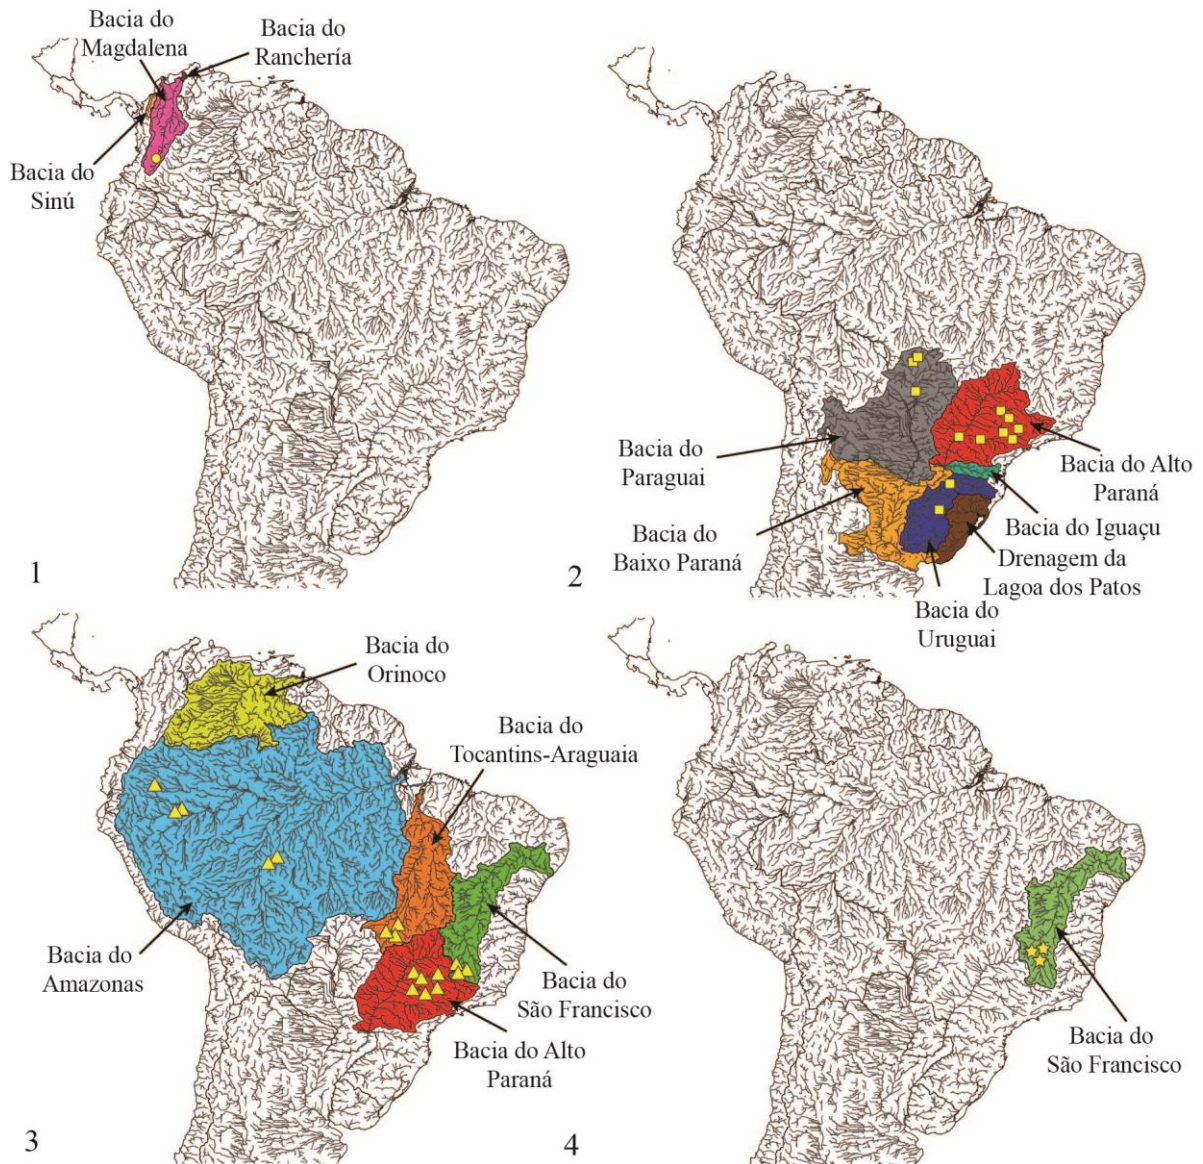 Bacia do
Magdalena
Bacia do
Ranchería
Bacia do
Sinú
1
Bacia do
Paraguai
Bacia do Alto
Paraná
Bacia do
Baixo Paraná
Bacia do Iguaçu
Drenagem da
Lagoa dos Patos
Bacia do
Uruguai
2
Bacia do
Orinoco
Bacia do
Tocantins-Araguaia
Bacia do
Amazonas
Bacia do
São Francisco
Bacia do Alto
Paraná
3
Bacia do
São Francisco
4